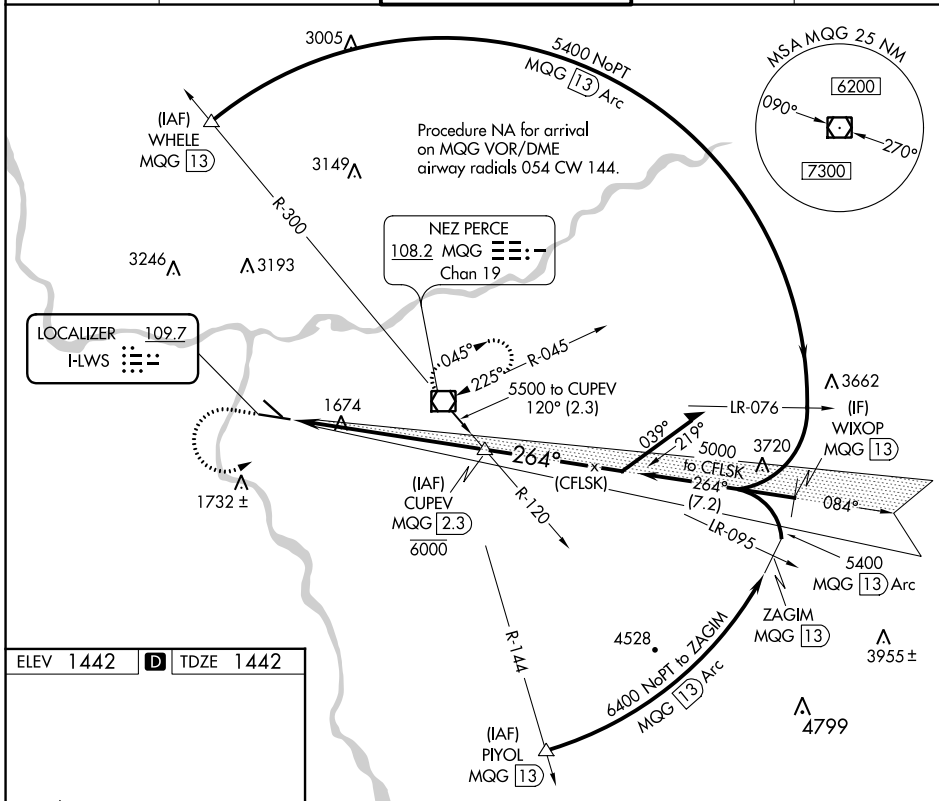 3005
5400 NoPT
MQG 13 Arc
MSA MQG 25 NM
6200
090°
270°
7300
(IAF)
WHELE
MQG 13
Procedure NA for arrival
on MQG VOR/DME
airway radials 054 CW 144.
3149
R-300
NEZ PERCE
108.2 MQG
Chan 19
3246
3193
LOCALIZER 109.7
I-LWS
045°
R-045
225°
5500 to CUPEV
120° (2.3)
3662
LR-076
(IF)
WIXOP
MQG 13
1674
039°
219°
3720
5000
to CFLSK
264°
(CFLSK)
264°
(7.2)
084°
1732 ±
(IAF)
CUPEV
MQG 2.3
6000
R-120
LR-095
5400
MQG 13 Arc
ZAGIM
MQG 13
R-144
4528
3955 ±
6400 NoPT to ZAGIM
MQG 13 Arc
4799
(IAF)
PIYOL
MQG 13
ELEV 1442 D TDZE 1442